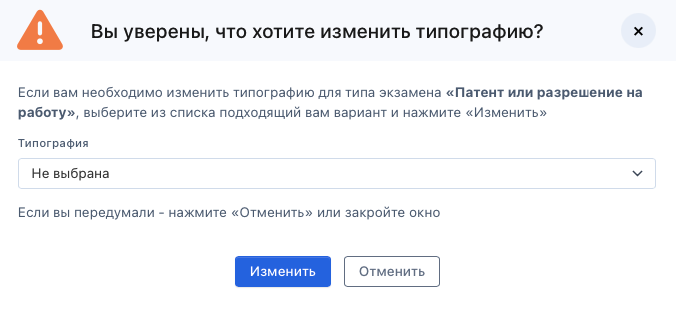 Вы уверены, что хотите изменить типографию?
Если вам необходимо изменить типографию для типа экзамена «Патент или разрешение на
работу», выберите из списка подходящий вам вариант и нажмите «Изменить»
Типография
Не выбрана
Если вы передумали - нажмите «Отменить» или закройте окно
Изменить
Отменить